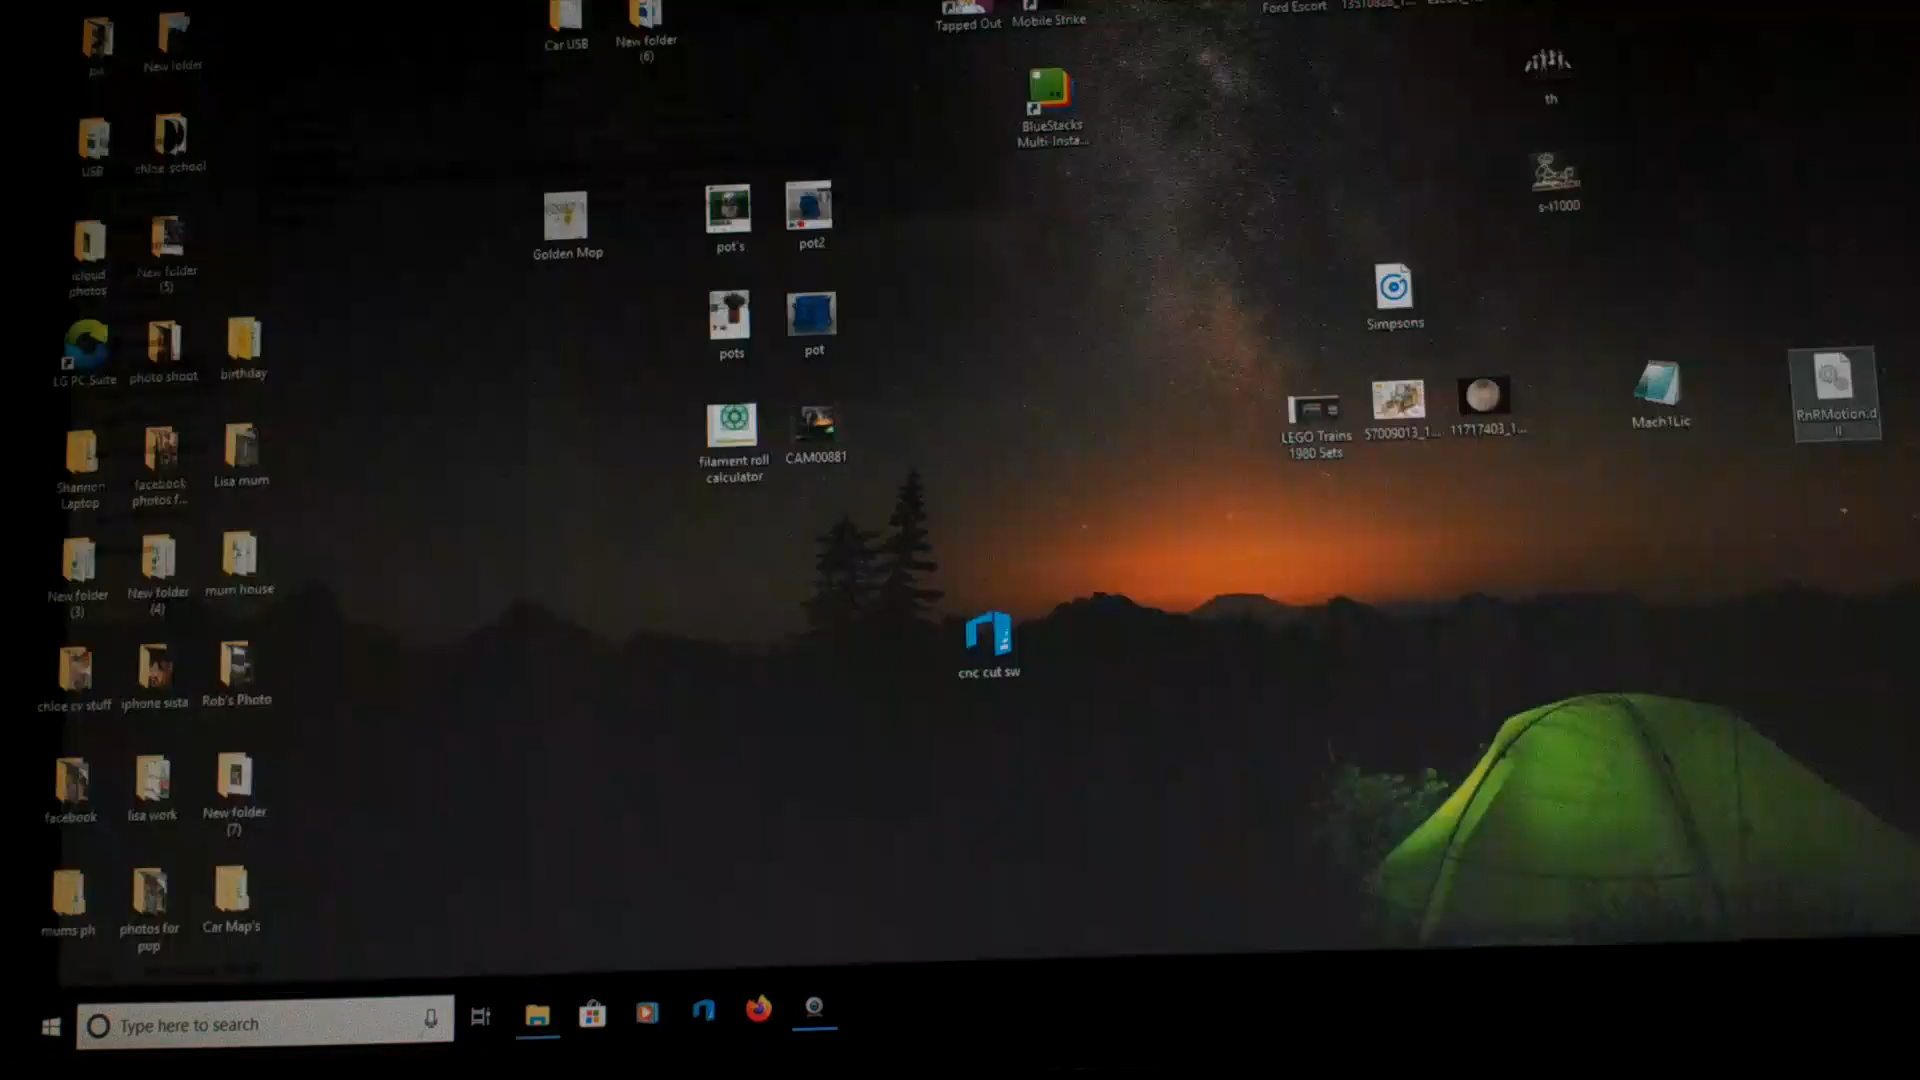 Tapped Out
Mobile Strike
Ford Escort
Car USB
New folder
(6)
New folder
th
BlueStacks
Multi-Insta...
USB
chloe school
s-t1000
pot's
pot2
Golden Mop
icloud
photos
New folder
(5)
Simpsons
pots
pot
LG PC Suite
photo shoot
birthday
RnRMotion.d
ll
Mach1Lic
LEGO Trains
1980 Sets
57009013_1...
11717403_1...
filament roll
calculator
CAM00881
Shannon
Laptop
facebook
photos f...
Lisa mum
New folder
(3)
New folder
(4)
mum house
cnc cut sw
chloe cv stuff
iphone sista
Rob's Photo
facebook
lisa work
New folder
(7)
mums ph
photos for
pop
Car Map's
Type here to search